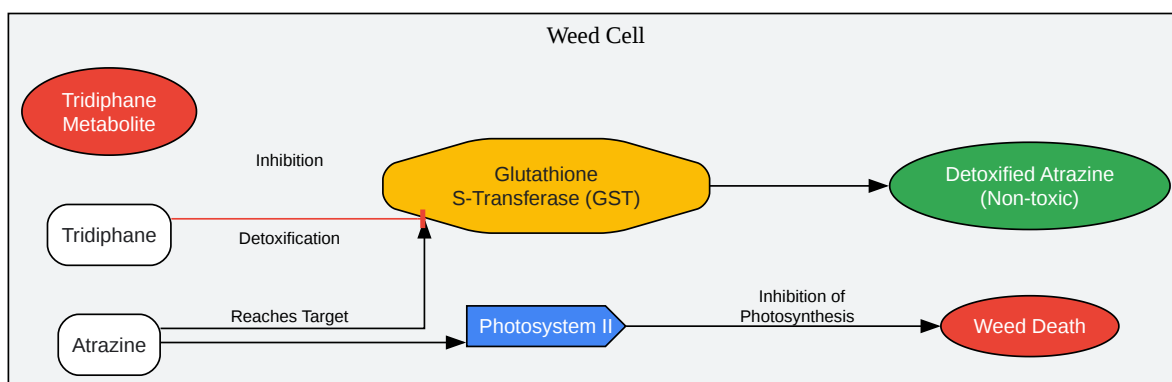 Weed Cell
Tridiphane
Metabolite
Inhibition
Glutathione
S-Transferase (GST)
Detoxified Atrazine
(Non-toxic)
Tridiphane
Detoxification
Reaches Target
Atrazine
Photosystem II
Inhibition of
Photosynthesis
Weed Death